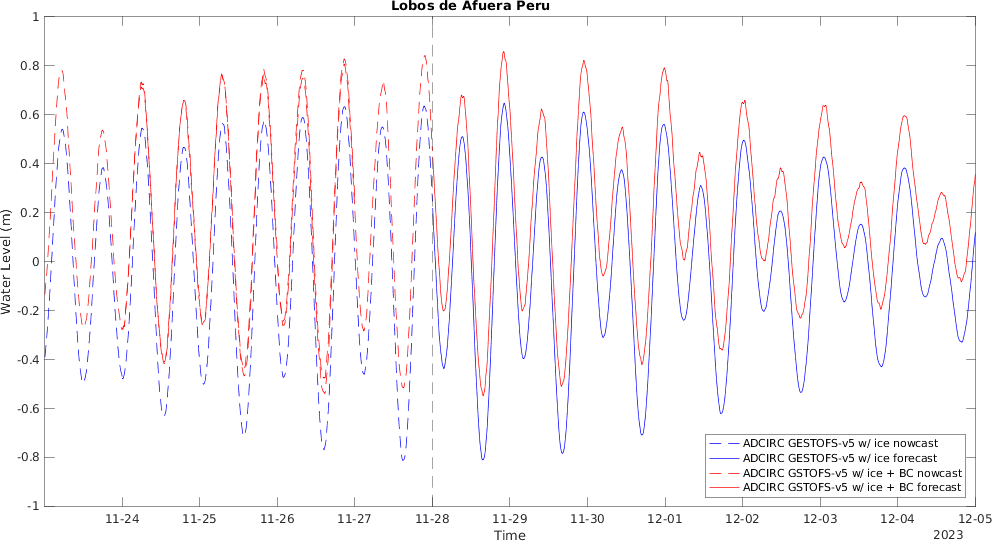 Lobos de Afuera Peru
1
0.8
0.6
0.4
0.2
0
-0.2
-0.4
-0.6
-0.8
-1
Water Level (m)
ADCIRC GESTOFS-v5 w/ ice nowcast
ADCIRC GESTOFS-v5 w/ ice forecast
ADCIRC GSTOFS-v5 w/ ice + BC nowcast
ADCIRC GSTOFS-v5 w/ ice + BC forecast
11-24 11-25 11-26 11-27 11-28 11-29 11-30 12-01 12-02 12-03 12-04 12-05
Time 2023